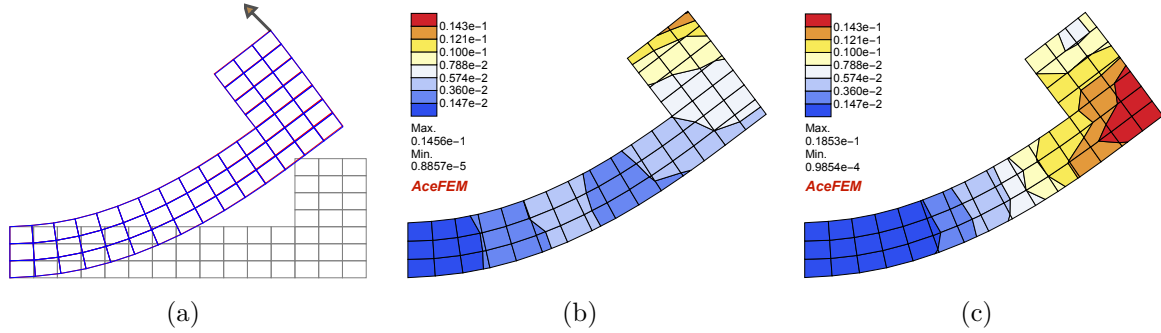 0.143e-1
0.121e-1
0.100e-1
0.788e-2
0.574e-2
0.360e-2
0.147e-2
Max.
0.1456e-1
Min.
0.8857e-5
AceFEM
0.143e-1
0.121e-1
0.100e-1
0.788e-2
0.574e-2
0.360e-2
0.147e-2
Max.
0.1853e-1
Min.
0.9854e-4
AceFEM
(a)
(b)
(c)